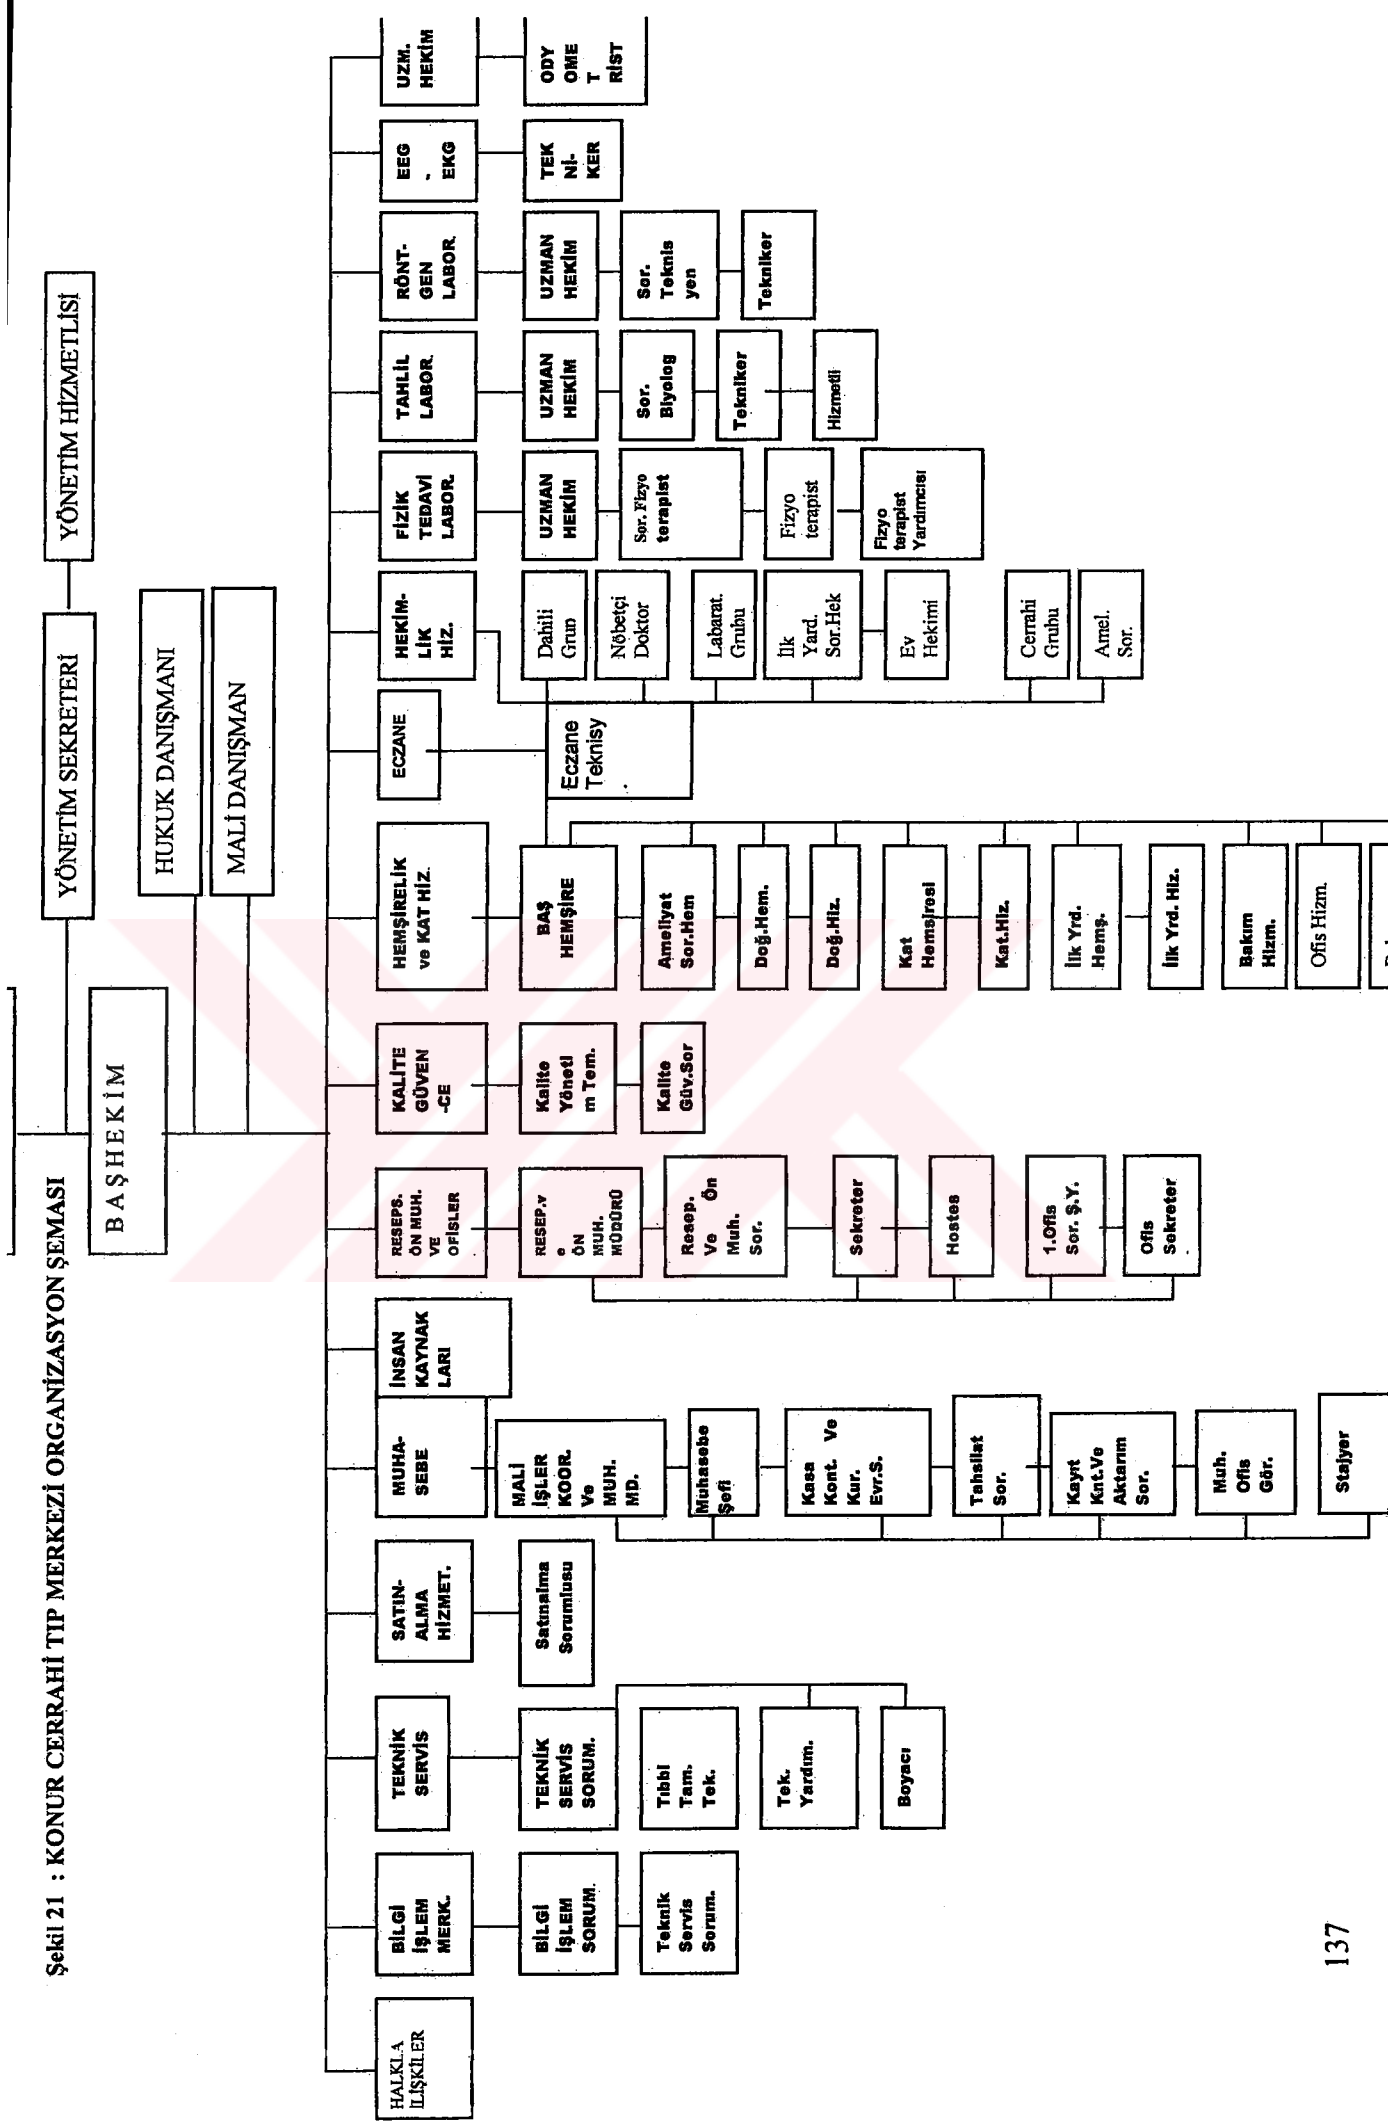 Şekil 21 : KONUR CERRAHİ TIP MERKEZİ ORGANİZASYON ŞEMASI
YÖNETİM SEKRETERİ
YÖNETİM HİZMETLİSİ
BAŞHEKİM
HUKUK DANIŞMANI
MALİ DANIŞMAN
HALKLA
İLİŞKİLER
BİLGİ
İŞLEM
MERK.
BİLGİ
İŞLEM
SORUM.
Teknik
Servis
Sorum.
TEKNİK
SERVİS
TEKNİK
SERVİS
SORUM.
Tıbbi
Tam.
Tek.
Tek.
Yardım.
Boyacı
SATIN-
ALMA
HİZMET.
Satınalma
Sorumlusu
MUHA-
SEBE
MALİ
İŞLER
KOOR.
Ve
MUH.
MD.
Muhasebe
Şefi
Kasa
Kont. Ve
Kur.
Evr.S.
Tahsilat
Sor.
Kayıt
Knt.Ve
Aktarım
Sor.
Muh.
Ofis
Gör.
Stajyer
İNSAN
KAYNAK
LARI
RESEPS.
ÖN MUH.
VE
OFİSLER
RESEP.v
e
ÖN
MUH.
MÜDÜRÜ
Resep.
Ve Ön
Muh.
Sor.
Sekreter
Hostes
1.Ofis
Sor. Ş.Y.
Ofis
Sekreter
KALİTE
GÜVEN
-CE
Kalite
Yöneti
m Tem.
Kalite
Güv.Sor
HEMŞİRELİK
ve KAT HİZ.
BAŞ
HEMŞİRE
Ameliyat
Sor.Hem
Doğ.Hem.
Doğ.Hiz.
Kat
Hemşiresi
Kat.Hiz.
İlk Yrd.
Hemş.
İlk Yrd. Hiz.
Bakım
Hizm.
Ofis Hizm.
ECZANE
Eczane
Teknisy
.
HEKİM-
LİK
HİZ.
Dahili
Grup
Nöbetçi
Doktor
Labarat.
Grubu
İlk
Yard.
Sor.Hek
Ev
Hekimi
Cerrahi
Grubu
Amel.
Sor.
FİZİK
TEDAVİ
LABOR.
UZMAN
HEKİM
Sor. Fizyo
terapist
Fizyo
terapist
Fizyo
terapist
Yardımcısı
TAHLİL
LABOR.
UZMAN
HEKİM
Sor.
Biyolog
Tekniker
Hizmetli
RÖNT-
GEN
LABOR.
UZMAN
HEKİM
Sor.
Teknis
yen
Tekniker
EEG
-
EKG
TEK
Nİ-
KER
UZM.
HEKİM
ODY
OME
T
RİST
137